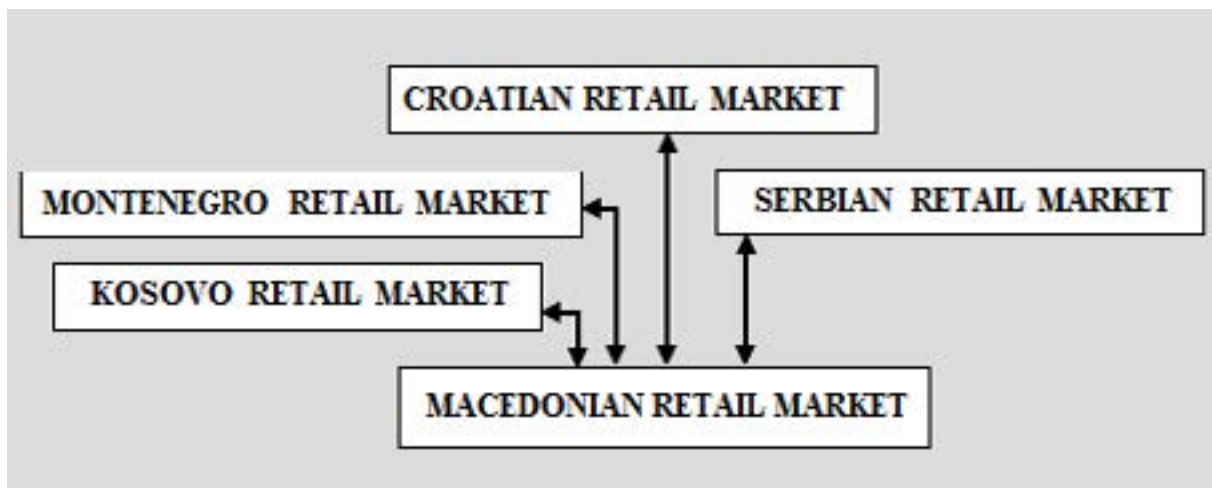 CROATIAN RETAIL MARKET
MONTENEGRO RETAIL MARKET
SERBIAN RETAIL MARKET
KOSOVO RETAIL MARKET
MACEDONIAN RETAIL MARKET